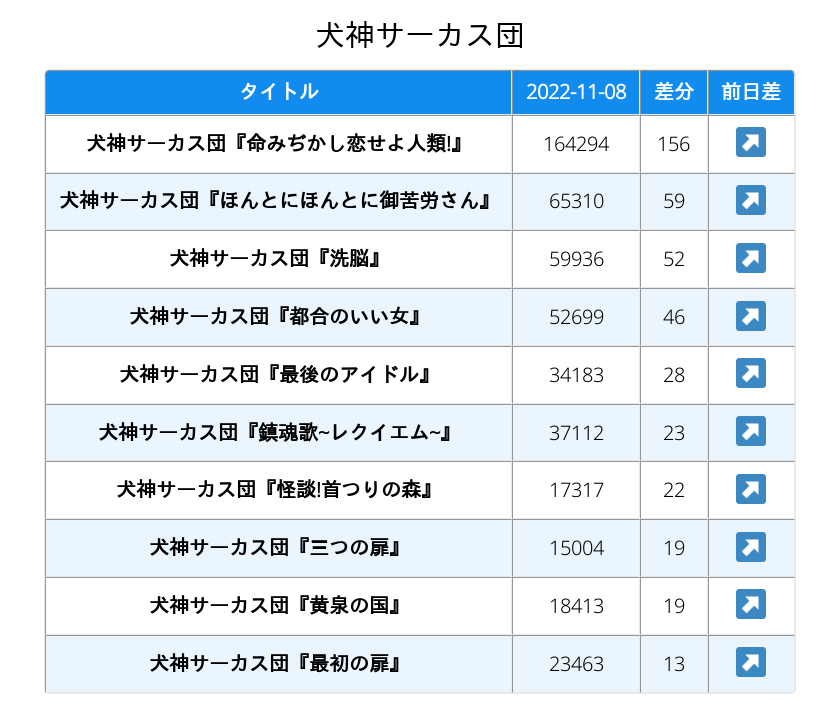 犬神サーカス団
タイトル 2022-11-08 差分 前日差
犬神サーカス団『命みぢかし恋せよ人類!』 164294 156
犬神サーカス団『ほんとにほんとに御苦労さん』 65310 59
犬神サーカス団『洗脳』 59936 52
犬神サーカス団『都合のいい女』 52699 46
犬神サーカス団『最後のアイドル』 34183 28
犬神サーカス団『鎮魂歌~レクイエム~』 37112 23
犬神サーカス団『怪談!首つりの森』 17317 22
犬神サーカス団『三つの扉』 15004 19
犬神サーカス団『黄泉の国』 18413 19
犬神サーカス団『最初の扉』 23463 13